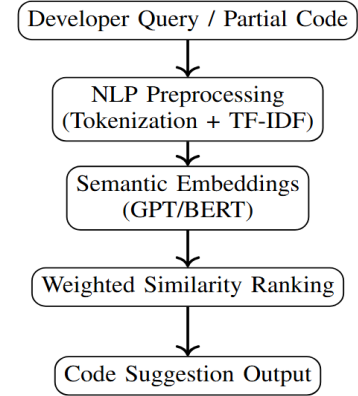 Developer Query / Partial Code
NLP Preprocessing
(Tokenization + TF-IDF)
Semantic Embeddings
(GPT/BERT)
Weighted Similarity Ranking
Code Suggestion Output